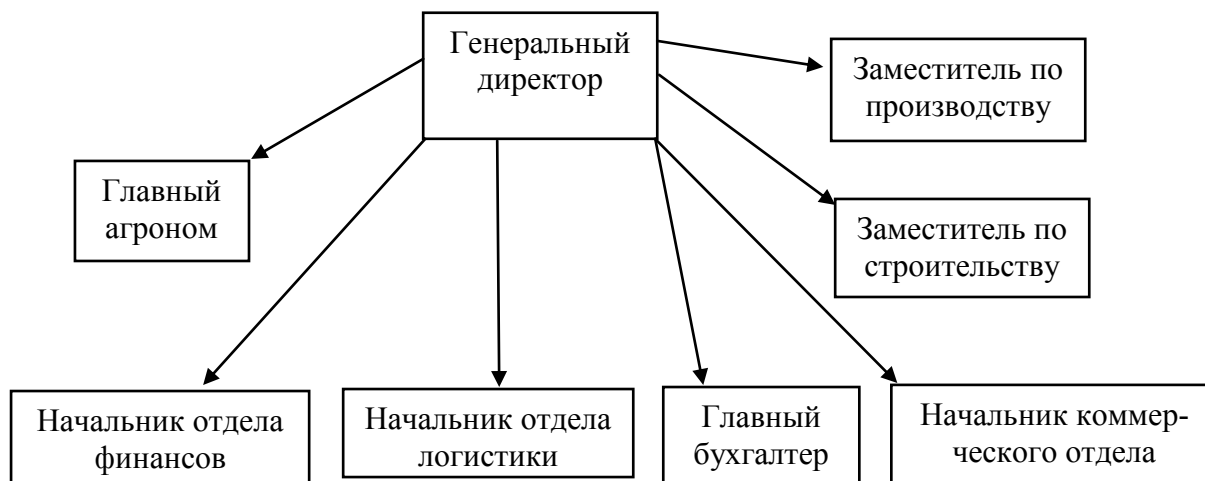 Генеральный
директор
Заместитель по
производству
Главный
агроном
Заместитель по
строительству
Начальник отдела
финансов
Начальник отдела
логистики
Главный
бухгалтер
Начальник коммер-
ческого отдела